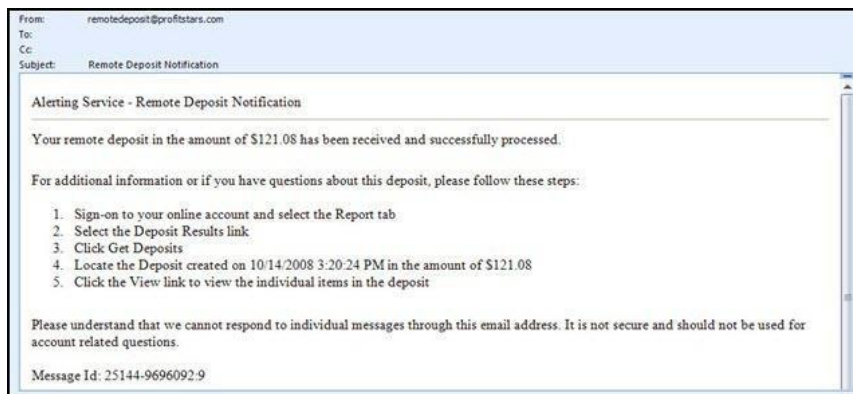 From: remotedeposit@profitstars.com
To:
Cc:
Subject: Remote Deposit Notification
Alerting Service - Remote Deposit Notification
Your remote deposit in the amount of $121.08 has been received and successfully processed.
For additional information or if you have questions about this deposit, please follow these steps:
1. Sign-on to your online account and select the Report tab
2. Select the Deposit Results link
3. Click Get Deposits
4. Locate the Deposit created on 10/14/2008 3:20:24 PM in the amount of $121.08
5. Click the View link to view the individual items in the deposit
Please understand that we cannot respond to individual messages through this email address. It is not secure and should not be used for
account related questions.
Message Id: 25144-9696092:9